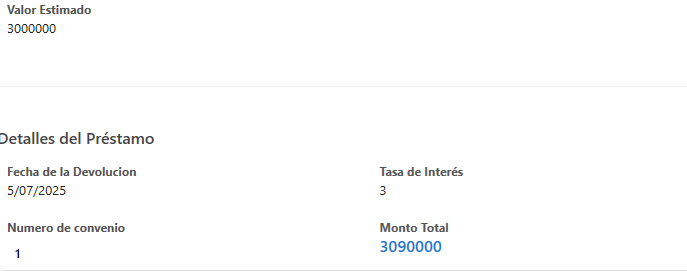 Valor Estimado
3000000
Detalles del Préstamo
Fecha de la Devolucion
5/07/2025
Tasa de Interés
3
Numero de convenio
1
Monto Total
3090000